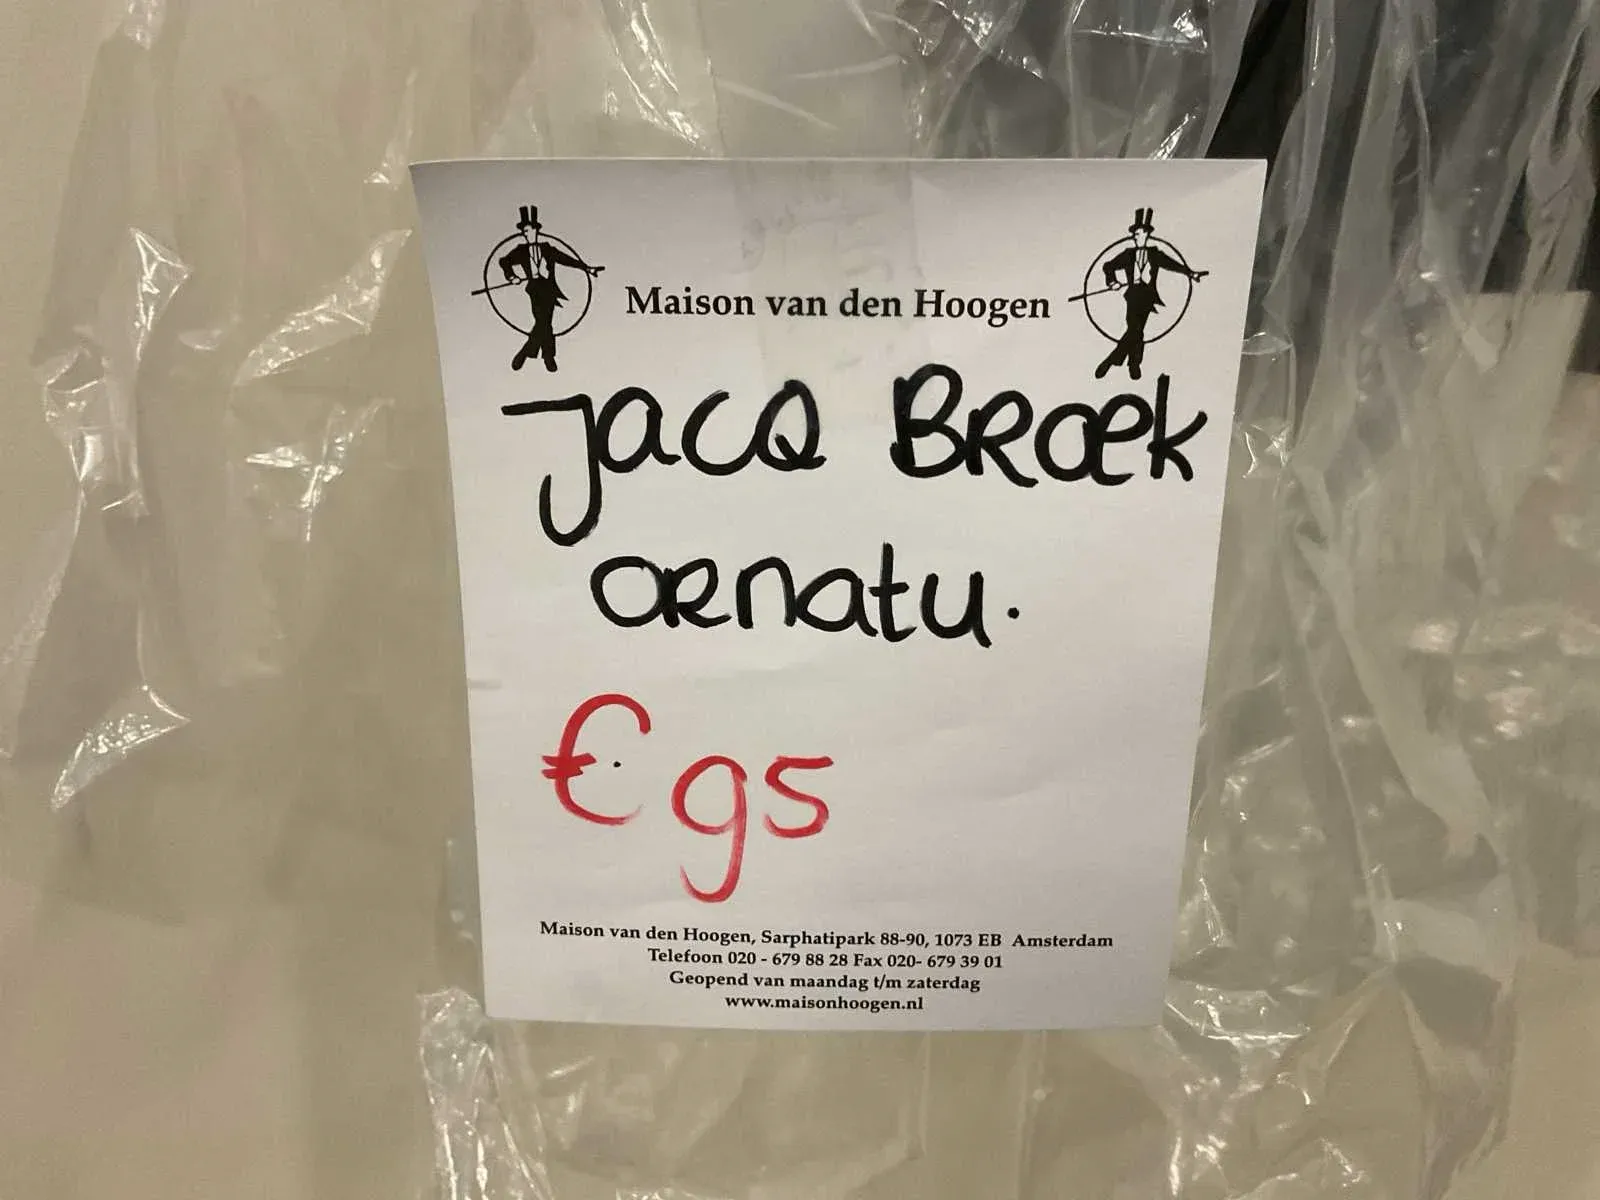 Maison van den Hoogen
Jacq Broek
ornatu.
€ 95
Maison van den Hoogen, Sarphatipark 88-90, 1073 EB Amsterdam
Telefoon 020 - 679 88 28 Fax 020- 679 39 01
Geopend van maandag t/m zaterdag
www.maisonhoogen.nl